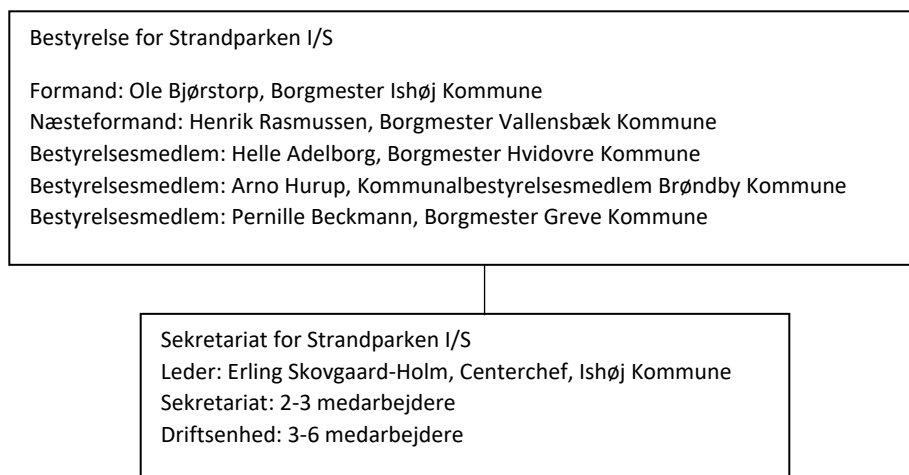 Bestyrelse for Strandparken I/S
Formand: Ole Bjørstorp, Borgmester Ishøj Kommune
Næsteformand: Henrik Rasmussen, Borgmester Vallensbæk Kommune
Bestyrelsesmedlem: Helle Adelborg, Borgmester Hvidovre Kommune
Bestyrelsesmedlem: Arno Hurup, Kommunalbestyrelsesmedlem Brøndby Kommune
Bestyrelsesmedlem: Pernille Beckmann, Borgmester Greve Kommune
Sekretariat for Strandparken I/S
Leder: Erling Skovgaard-Holm, Centerchef, Ishøj Kommune
Sekretariat: 2-3 medarbejdere
Driftsenhed: 3-6 medarbejdere